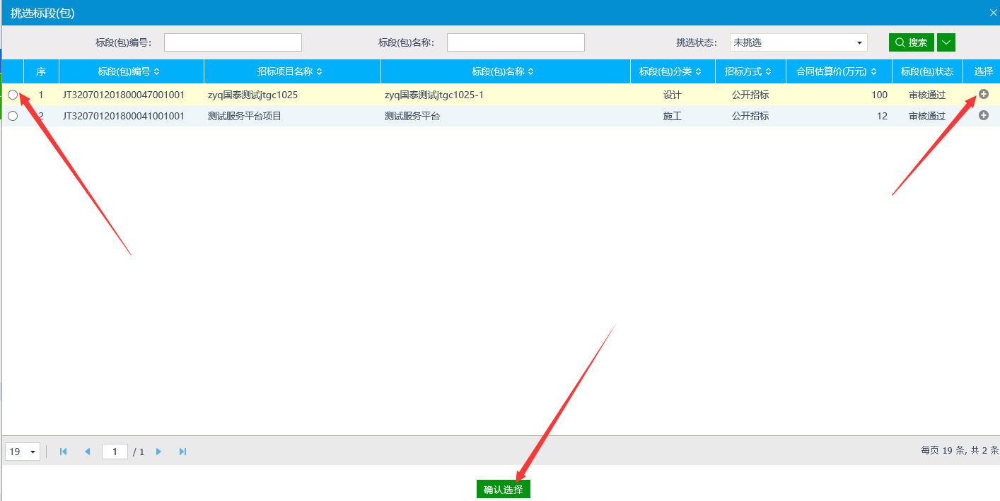 挑选标段(包)
标段(包)编号： 标段(包)名称： 挑选状态： 未挑选 搜索
序 标段(包)编号 招标项目名称 标段(包)名称 标段(包)分类 招标方式 合同估算价(万元) 标段(包)状态 选择
1 JT320701201800047001001 zyq国泰测试jtgc1025 zyq国泰测试jtgc1025-1 设计 公开招标 100 审核通过
2 JT320701201800041001001 测试服务平台项目 测试服务平台 施工 公开招标 12 审核通过
19 1 / 1 每页 19 条, 共 2 条
确认选择